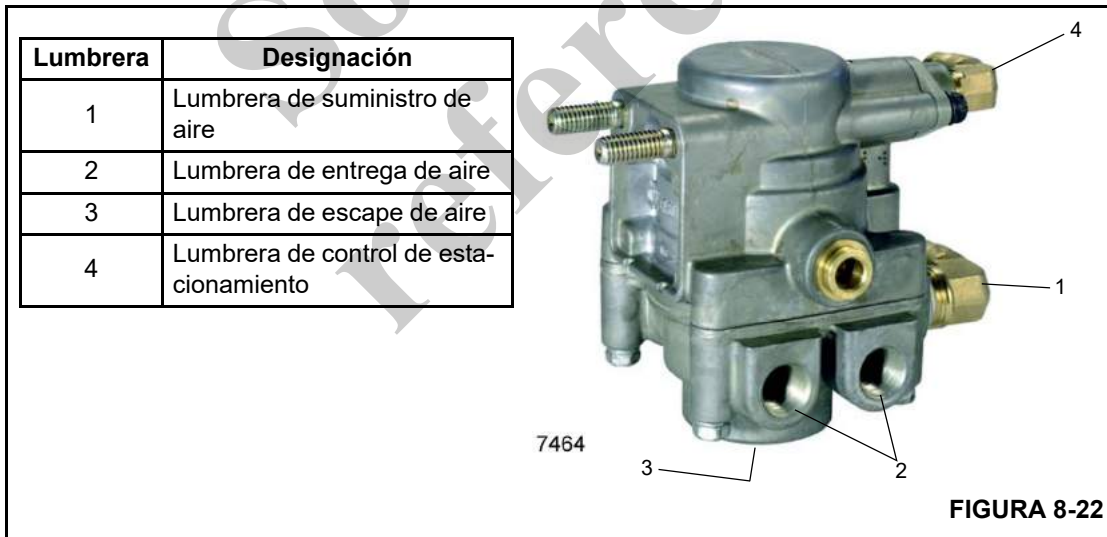 Lumbrera Designación
1 Lumbrera de suministro de
aire
2 Lumbrera de entrega de aire
3 Lumbrera de escape de aire
4 Lumbrera de control de esta-
cionamiento
4
1
7464
3
2
FIGURA 8-22